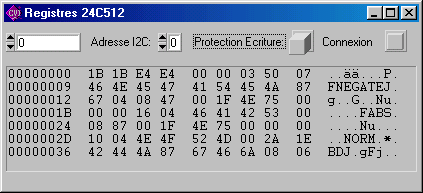 Registres 24C512
0 Adresse I2C: 0 Protection Ecriture: Connexion
00000000 1B 1B E4 E4 00 00 03 50 07 ..ää...P.
00000009 46 4E 45 47 41 54 45 4A 87 FNEGATEJ.
00000012 67 04 08 47 00 1F 4E 75 00 g..G..Nu.
0000001B 00 00 16 04 46 41 42 53 00 ....FABS.
00000024 08 87 00 1F 4E 75 00 00 00 ....Nu...
0000002D 10 04 4E 4F 52 4D 00 2A 1E ..NORM.*.
00000036 42 44 4A 87 67 46 6A 08 06 BDJ.gFj..